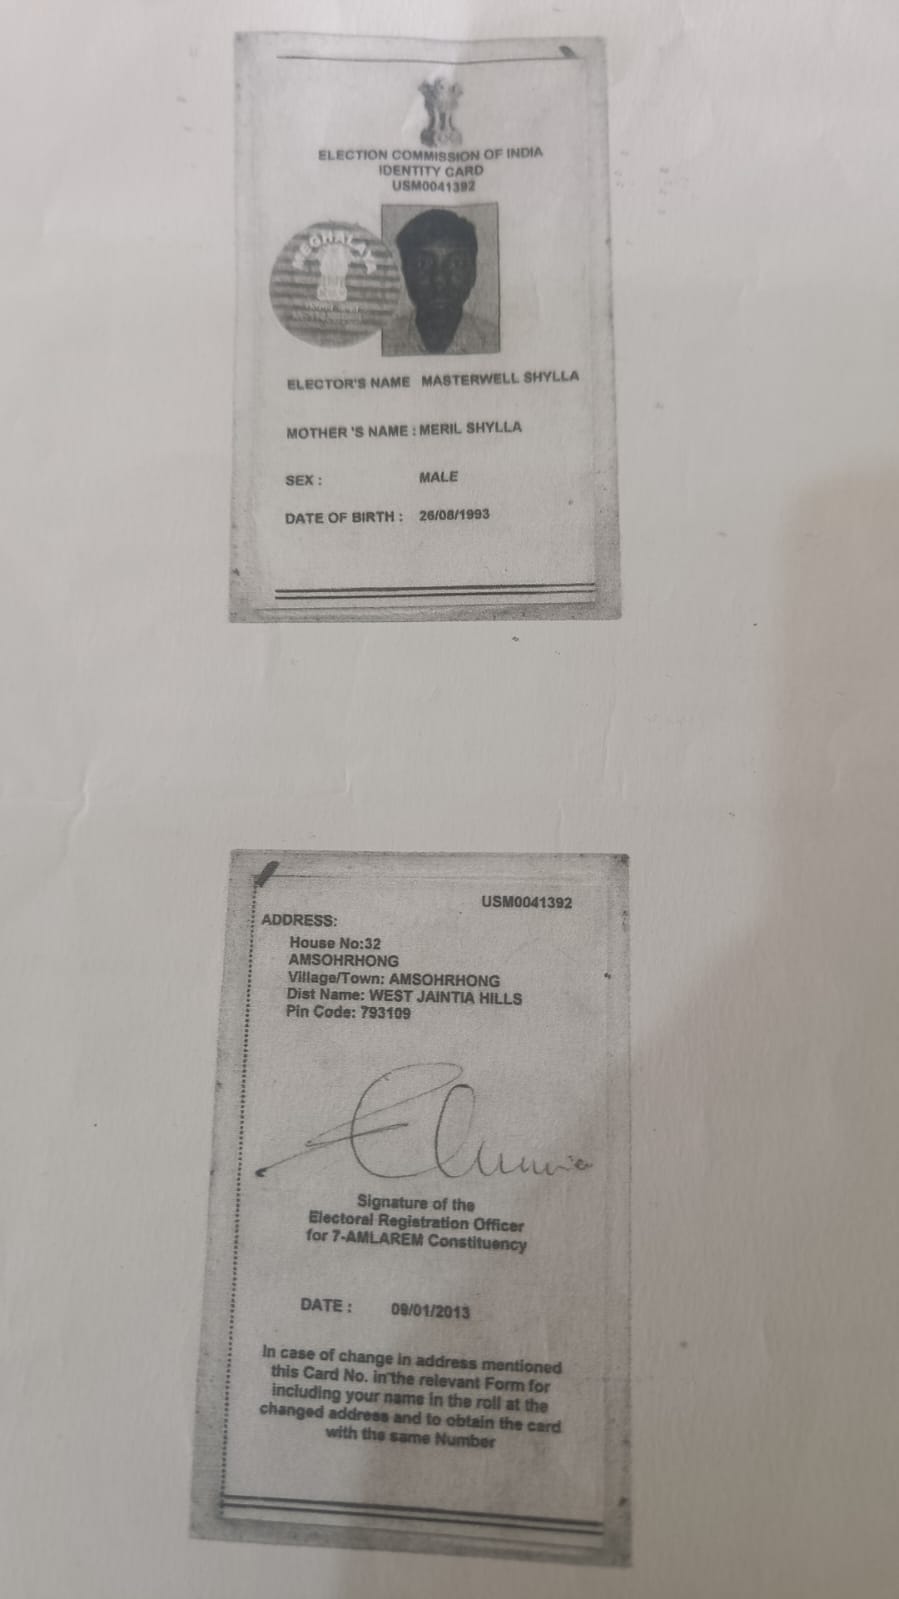 ELECTION COMMISSION OF INDIA
IDENTITY CARD
USM0041392
MEGHALAYA
ELECTOR'S NAME MASTERWELL SHYLLA
MOTHER 'S NAME : MERIL SHYLLA
SEX : MALE
DATE OF BIRTH : 26/08/1993
USM0041392
ADDRESS:
House No:32
AMSOHRHONG
Village/Town: AMSOHRHONG
Dist Name: WEST JAINTIA HILLS
Pin Code: 793109
Signature of the
Electoral Registration Officer
for 7-AMLAREM Constituency
DATE : 09/01/2013
In case of change in address mentioned
this Card No. in the relevant Form for
including your name in the roll at the
changed address and to obtain the card
with the same Number